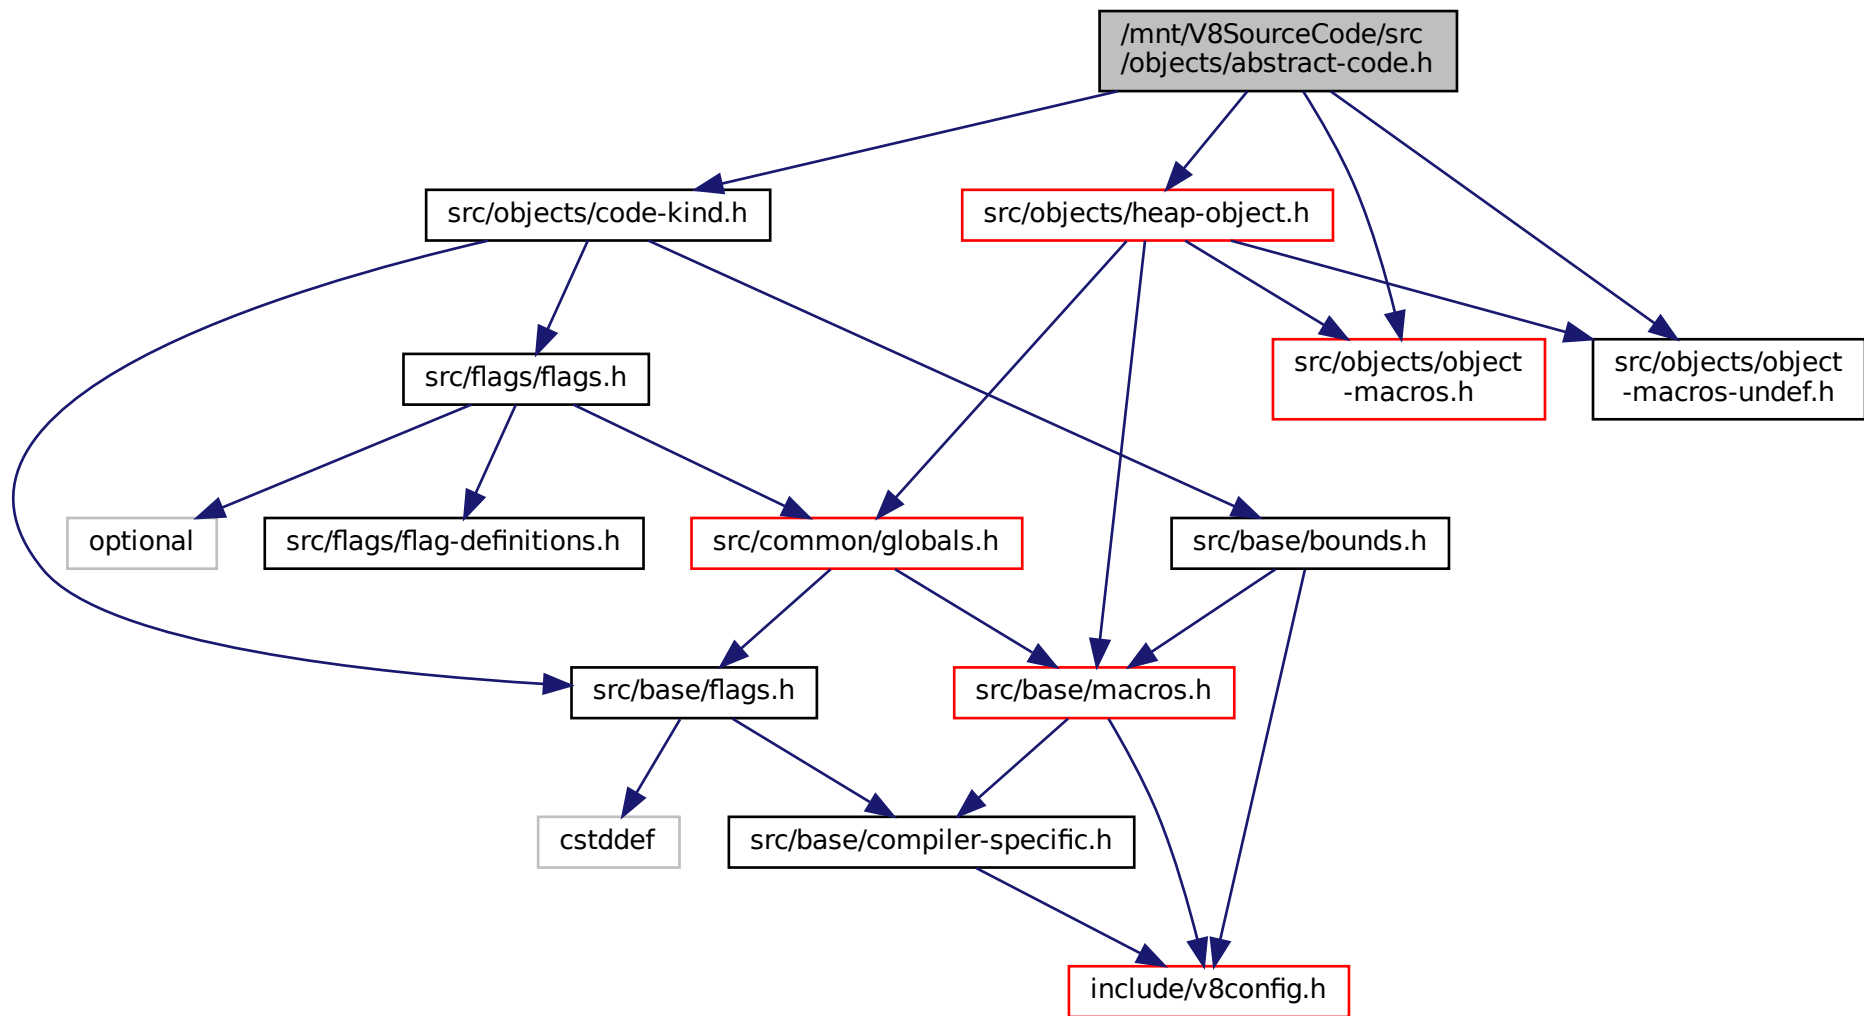 /mnt/V8SourceCode/src
/objects/abstract-code.h
src/objects/code-kind.h
src/objects/heap-object.h
src/flags/flags.h
src/objects/object
-macros.h
src/objects/object
-macros-undef.h
optional
src/flags/flag-definitions.h
src/common/globals.h
src/base/bounds.h
src/base/flags.h
src/base/macros.h
cstddef
src/base/compiler-specific.h
include/v8config.h